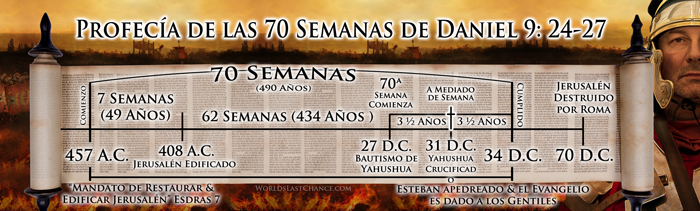 Profecía de las 70 Semanas de Daniel 9: 24-27
70 Semanas
(490 Años)
Comienzo
7 Semanas
(49 Años)
62 Semanas (434 Años )
70ª
Semana
Comienza
A Mediado
de Semana
3 ½ Años
3 ½ Años
Cumplido
Jerusalén
Destruido
por Roma
457 A.C.
408 A.C.
Jerusalén Edificado
27 D.C.
Bautismo de
Yahushua
31 D.C.
Yahushua
Crucificad
o
34 D.C.
70 D.C.
"Mandato de Restaurar &
Edificar Jerusalén" Esdras 7
WorldsLastChance.com
Esteban apedreado & el Evangelio
es dado a los Gentiles